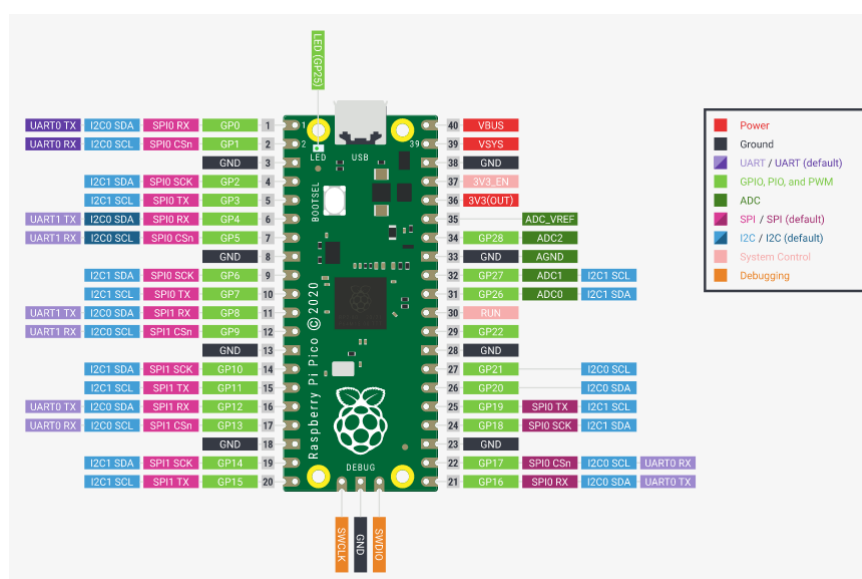 LED (GP25)
UART0 TX I2C0 SDA SPI0 RX GP0 1 1 40 VBUS
UART0 RX I2C0 SCL SPI0 CSn GP1 2 2 LED USB 39 39 VSYS
GND 3 38 GND
I2C1 SDA SPI0 SCK GP2 4 37 3V3_EN
I2C1 SCL SPI0 TX GP3 5 BOOTSEL 36 3V3(OUT)
UART1 TX I2C0 SDA SPI0 RX GP4 6 35 ADC_VREF
UART1 RX I2C0 SCL SPI0 CSn GP5 7 34 GP28 ADC2
GND 8 33 GND AGND
I2C1 SDA SPI0 SCK GP6 9 32 GP27 ADC1 I2C1 SCL
I2C1 SCL SPI0 TX GP7 10 31 GP26 ADC0 I2C1 SDA
UART1 TX I2C0 SDA SPI1 RX GP8 11 30 RUN
UART1 RX I2C0 SCL SPI1 CSn GP9 12 29 GP22
GND 13 28 GND
I2C1 SDA SPI1 SCK GP10 14 27 GP21 I2C0 SCL
I2C1 SCL SPI1 TX GP11 15 26 GP20 I2C0 SDA
UART0 TX I2C0 SDA SPI1 RX GP12 16 25 GP19 SPI0 TX I2C1 SCL
UART0 RX I2C0 SCL SPI1 CSn GP13 17 24 GP18 SPI0 SCK I2C1 SDA
GND 18 23 GND
I2C1 SDA SPI1 SCK GP14 19 22 GP17 SPI0 CSn I2C0 SCL UART0 RX
I2C1 SCL SPI1 TX GP15 20 21 GP16 SPI0 RX I2C0 SDA UART0 TX
Raspberry Pi Pico © 2020
DEBUG
SWCLK
GND
SWDIO
Power
Ground
UART / UART (default)
GPIO, PIO, and PWM
ADC
SPI / SPI (default)
I2C / I2C (default)
System Control
Debugging